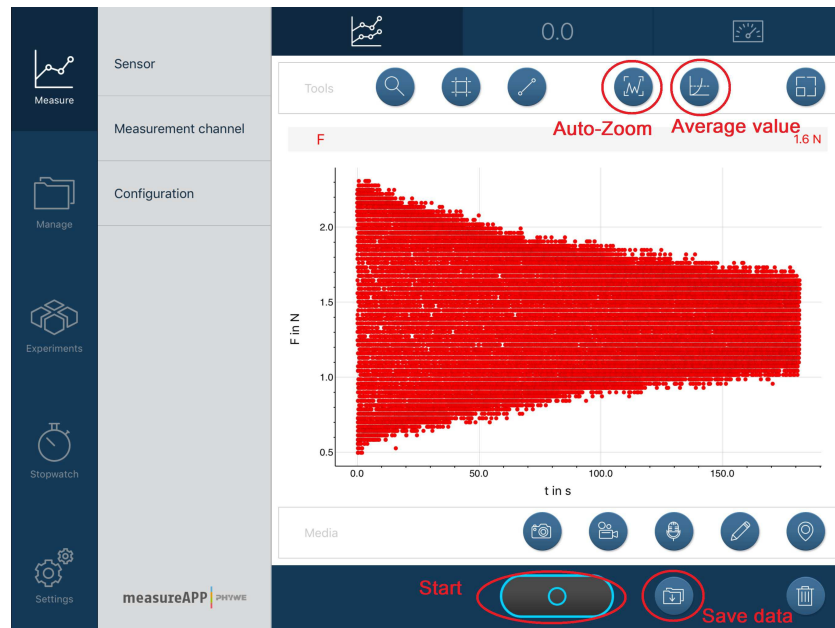 0.0
Sensor
Measure
Tools
Measurement channel
Auto-Zoom
Average value
F
1.6 N
Configuration
Manage
2.0
1.5
1.0
0.5
F in N
Experiments
0.0
50.0
100.0
150.0
t in s
Stopwatch
Media
Start
Settings
measureAPP PHYWE
Save data